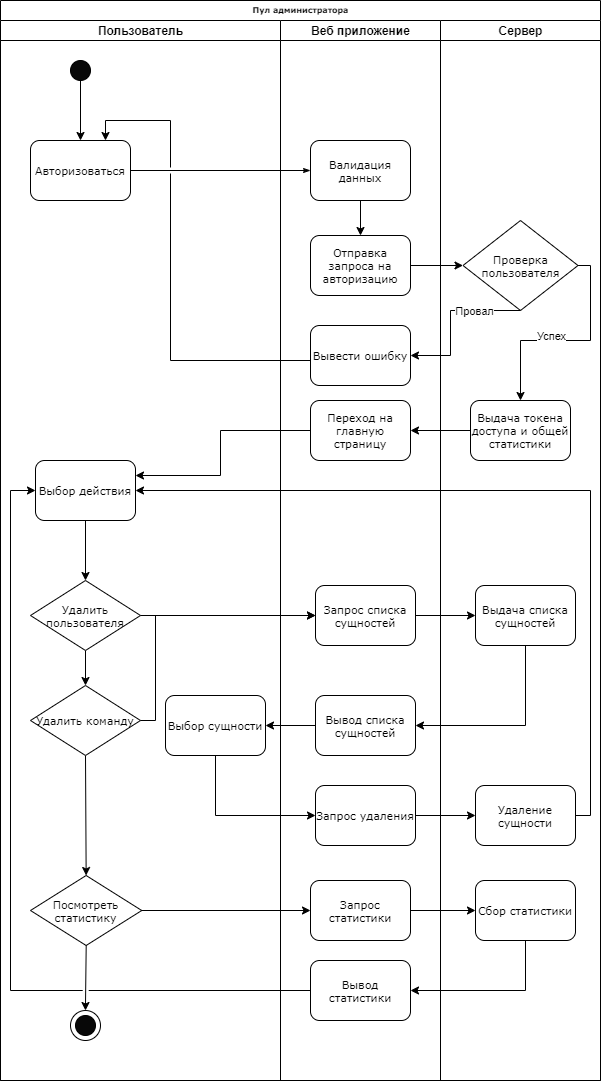 Пул администратора
Пользователь
Веб приложение
Сервер
Авторизоваться
Валидация
данных
Отправка
запроса на
авторизацию
Проверка
пользователя
Провал
Успех
Вывести ошибку
Переход на
главную
страницу
Выдача токена
доступа и общей
статистики
Выбор действия
Удалить
пользователя
Запрос списка
сущностей
Выдача списка
сущностей
Удалить команду
Выбор сущности
Вывод списка
сущностей
Запрос удаления
Удаление
сущности
Посмотреть
статистику
Запрос
статистики
Сбор статистики
Вывод
статистики